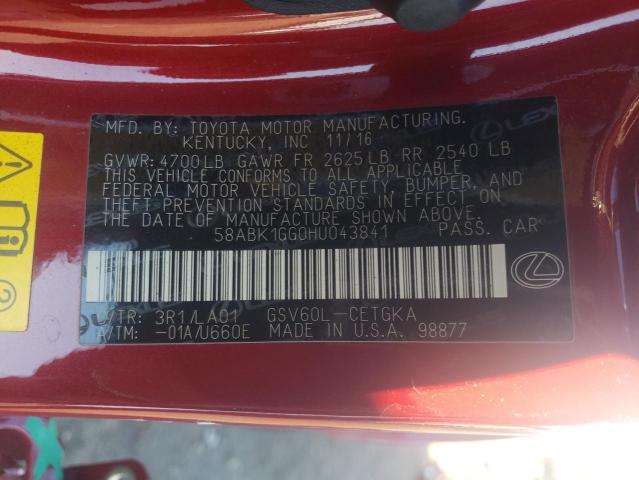 MFD. BY: TOYOTA MOTOR MANUFACTURING.
KENTUCKY, INC 11/16
GVWR: 4700 LB GAWR FR 2625 LB RR 2540 LB
THIS VEHICLE CONFORMS TO ALL APPLICABLE
FEDERAL MOTOR VEHICLE SAFETY, BUMPER, AND
THEFT PREVENTION STANDARDS IN EFFECT ON
THE DATE OF MANUFACTURE SHOWN ABOVE.
58ABK1GG0HU043841 PASS. CAR
C/TR: 3R1/LA01 GSV60L-CETGKA
A/TM: -01A/U660E MADE IN U.S.A. 98877